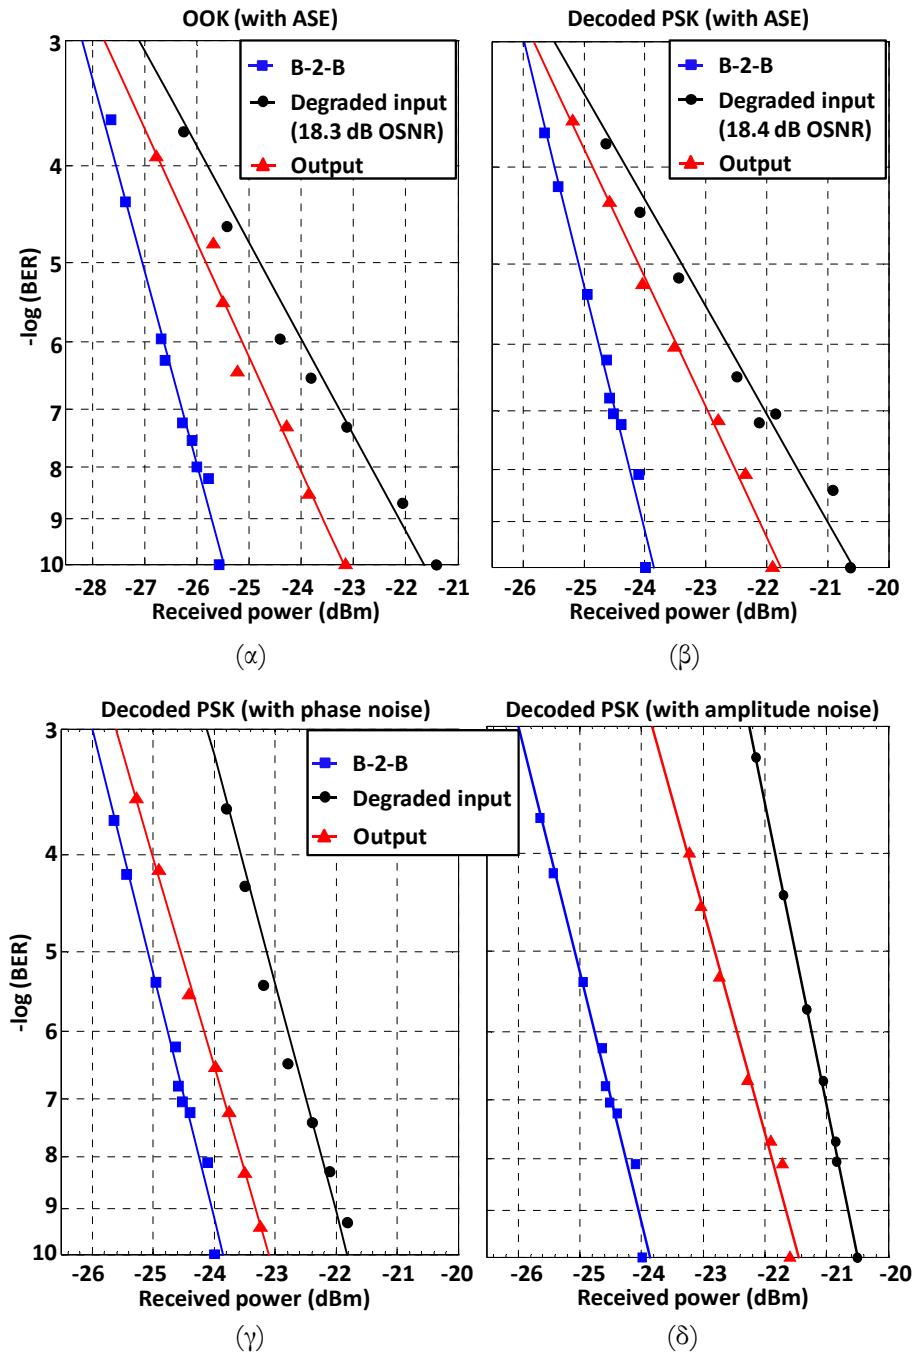 OOK (with ASE)
3
4
5
6
7
8
9
10
-log (BER)
B-2-B
Degraded input
(18.3 dB OSNR)
Output
-28 -27 -26 -25 -24 -23 -22 -21
Received power (dBm)
(α)
Decoded PSK (with ASE)
B-2-B
Degraded input
(18.4 dB OSNR)
Output
-26 -25 -24 -23 -22 -21 -20
Received power (dBm)
(β)
Decoded PSK (with phase noise)
3
4
5
6
7
8
9
10
-log (BER)
B-2-B
Degraded input
Output
-26 -25 -24 -23 -22 -21 -20
Received power (dBm)
(γ)
Decoded PSK (with amplitude noise)
-26 -25 -24 -23 -22 -21 -20
Received power (dBm)
(δ)